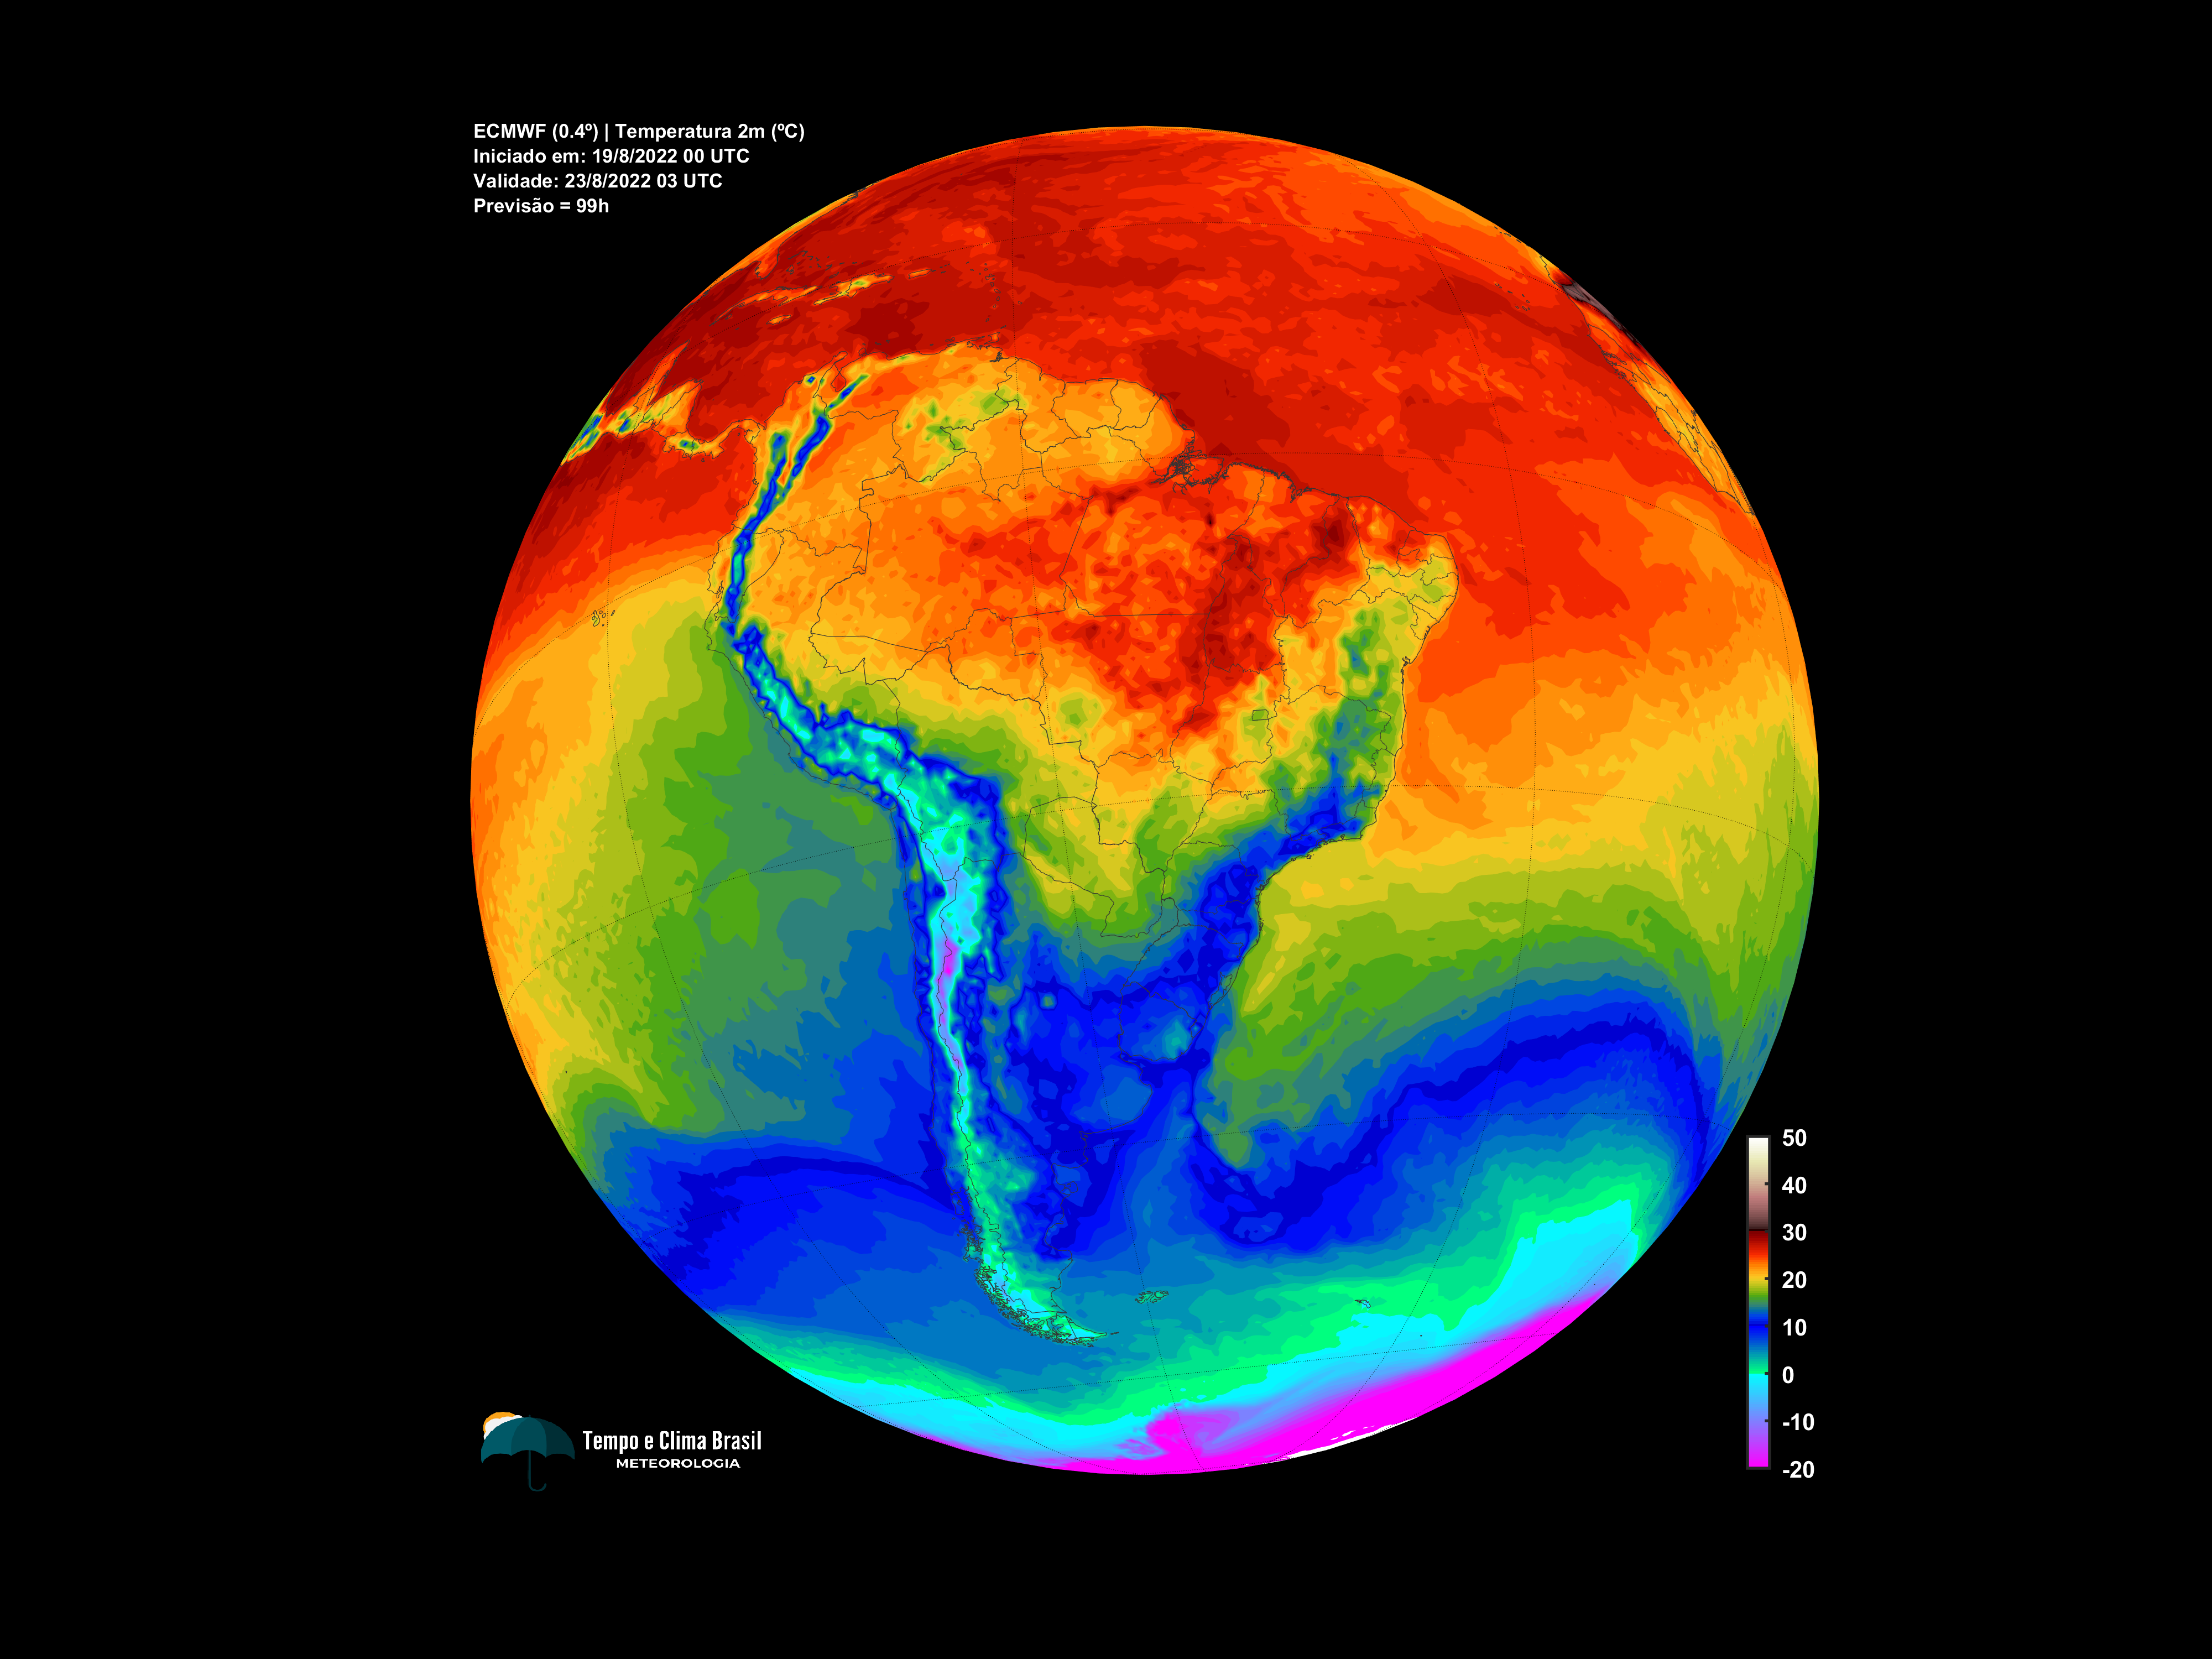 ECMWF (0.4º) | Temperatura 2m (ºC)
Iniciado em: 19/8/2022 00 UTC
Validade: 23/8/2022 03 UTC
Previsão = 99h
50
40
30
20
10
0
-10
-20
Tempo e Clima Brasil
METEOROLOGIA